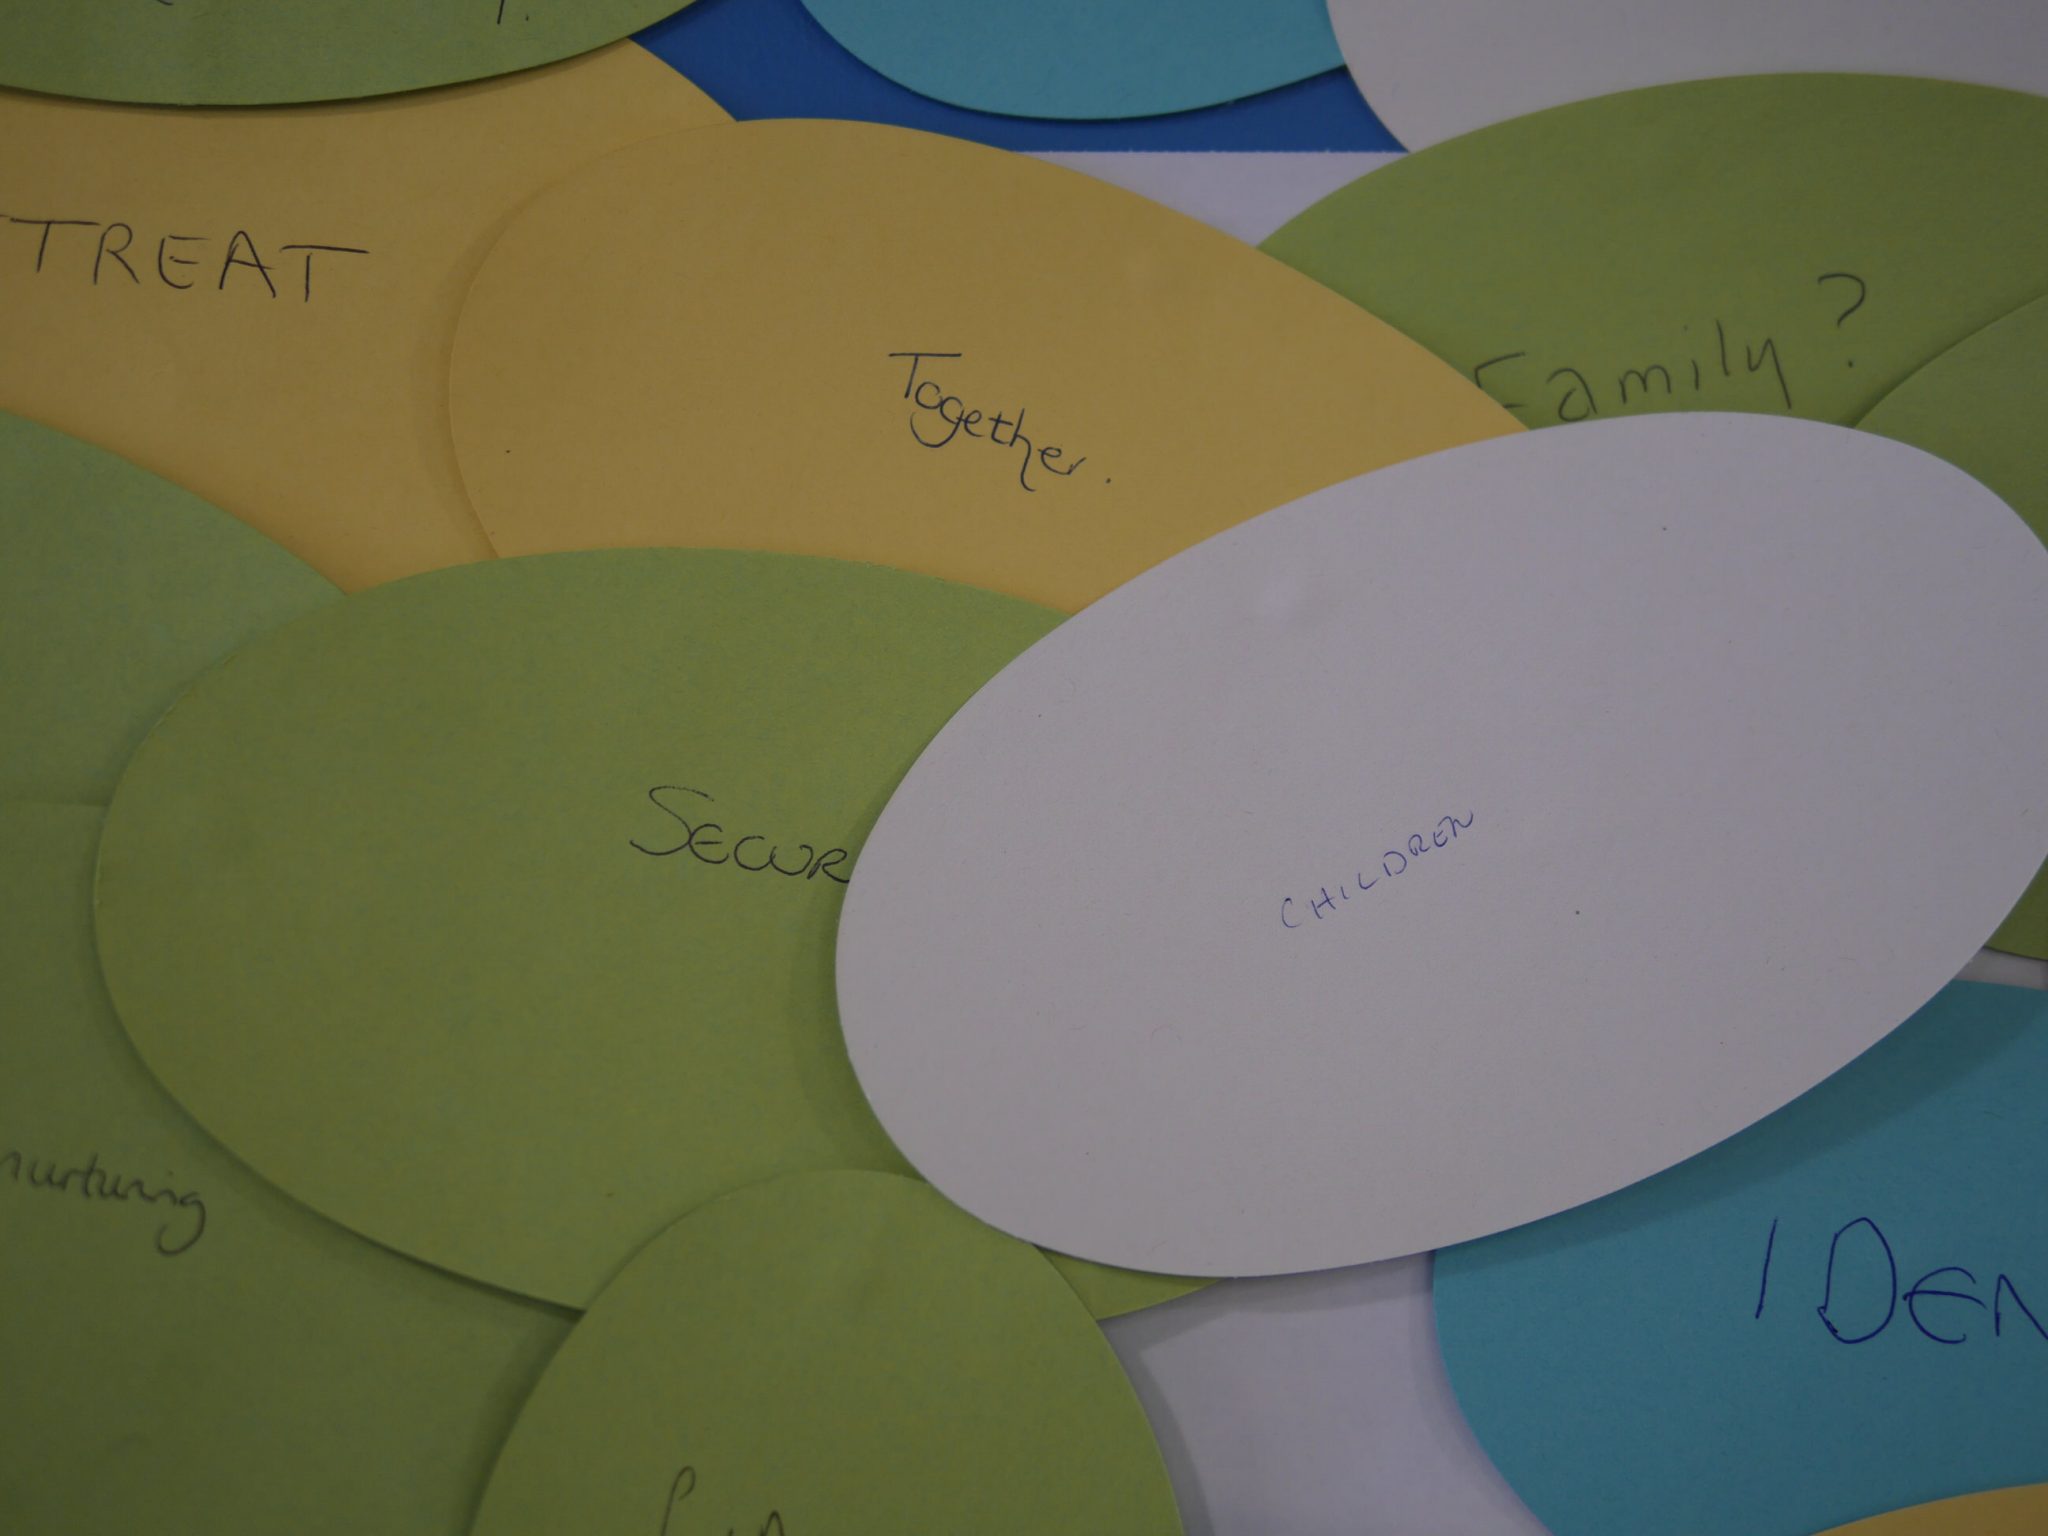 TREAT
Together.
Family?
SECUR
CHILDREN
nurturing
IDEN